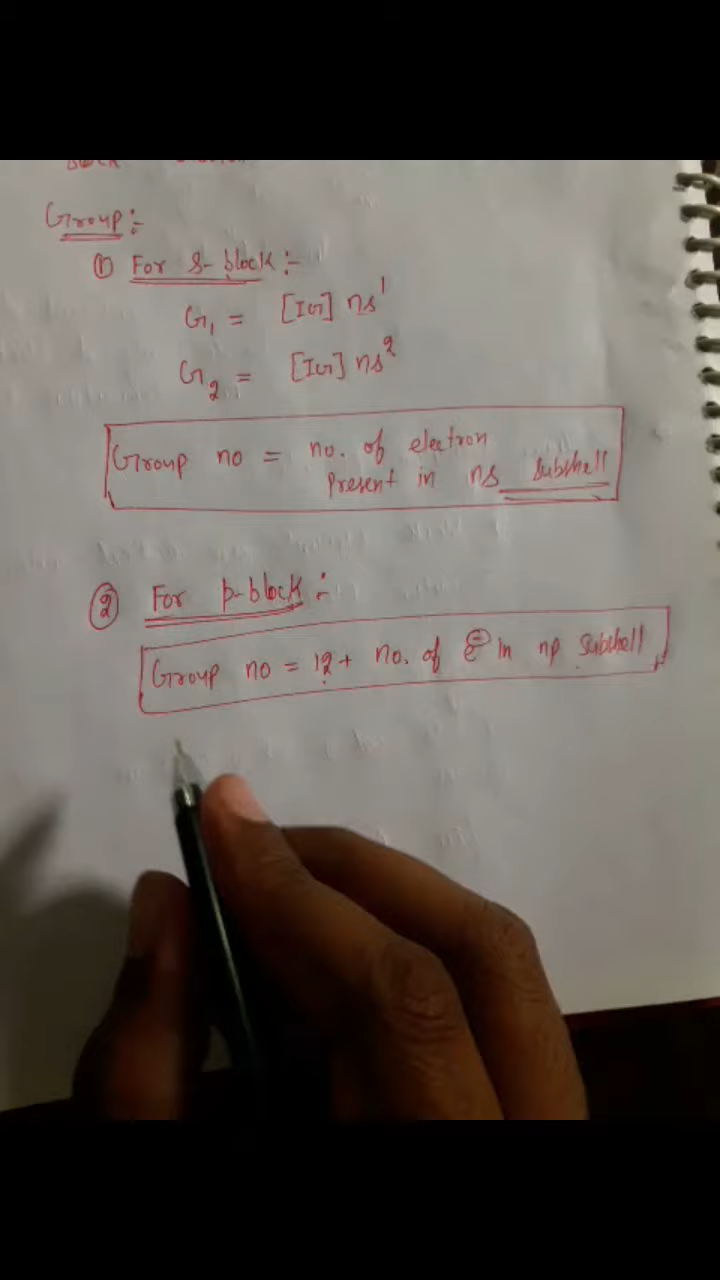 Group :-
① For s-block :-
G₁ = [IG] ns¹
G₂ = [IG] ns²
Group no = no. of electron
Present in ns subshell
② For p-block :-
Group no = 12 + no. of e⁻ in np subshell